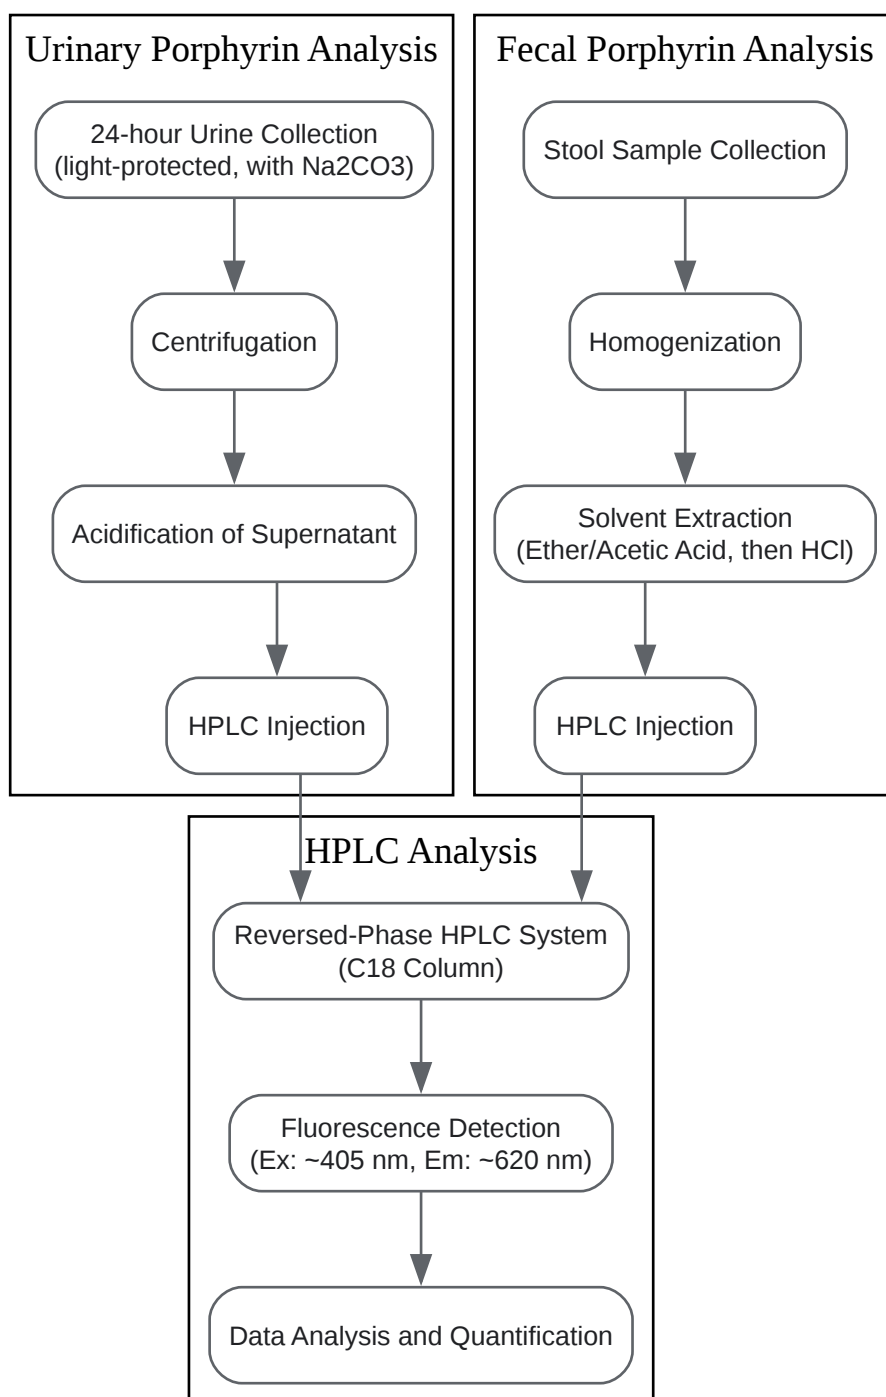 Urinary Porphyrin Analysis
24-hour Urine Collection
(light-protected, with Na2CO3)
Centrifugation
Acidification of Supernatant
HPLC Injection
Fecal Porphyrin Analysis
Stool Sample Collection
Homogenization
Solvent Extraction
(Ether/Acetic Acid, then HCl)
HPLC Injection
HPLC Analysis
Reversed-Phase HPLC System
(C18 Column)
Fluorescence Detection
(Ex: ~405 nm, Em: ~620 nm)
Data Analysis and Quantification